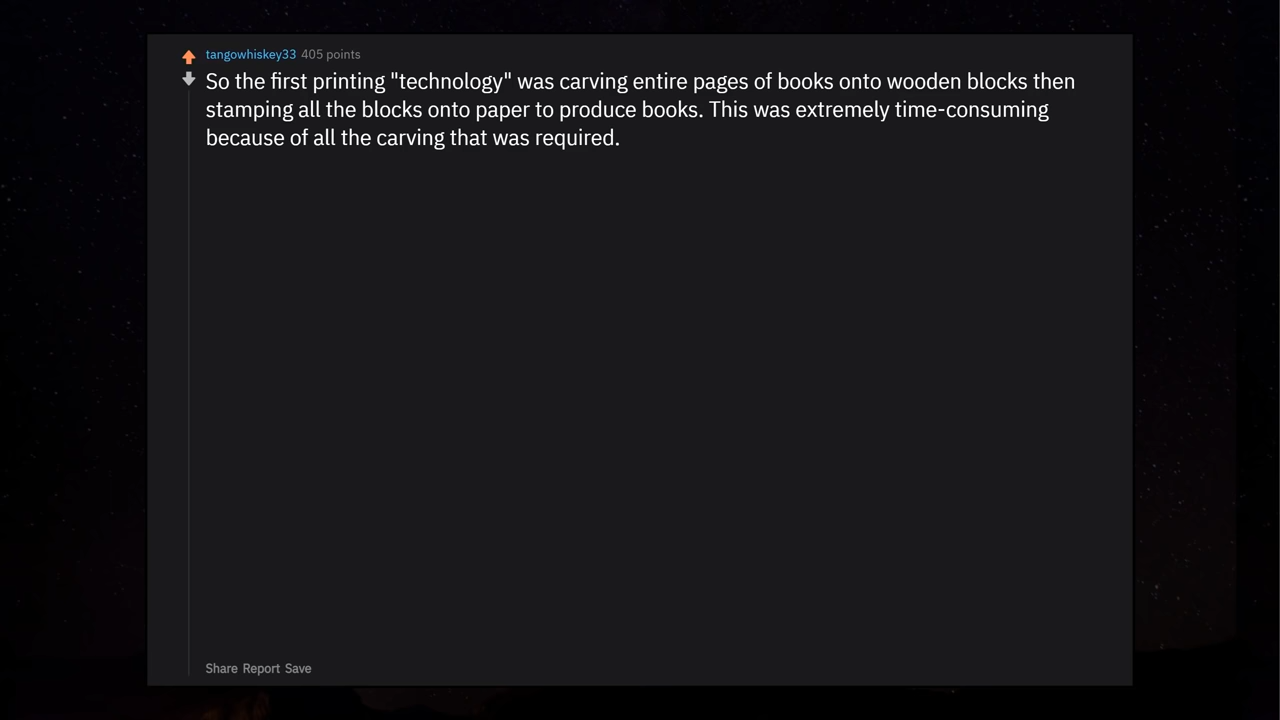 tangowhiskey33 405 points
So the first printing "technology" was carving entire pages of books onto wooden blocks then
stamping all the blocks onto paper to produce books. This was extremely time-consuming
because of all the carving that was required.
Share Report Save